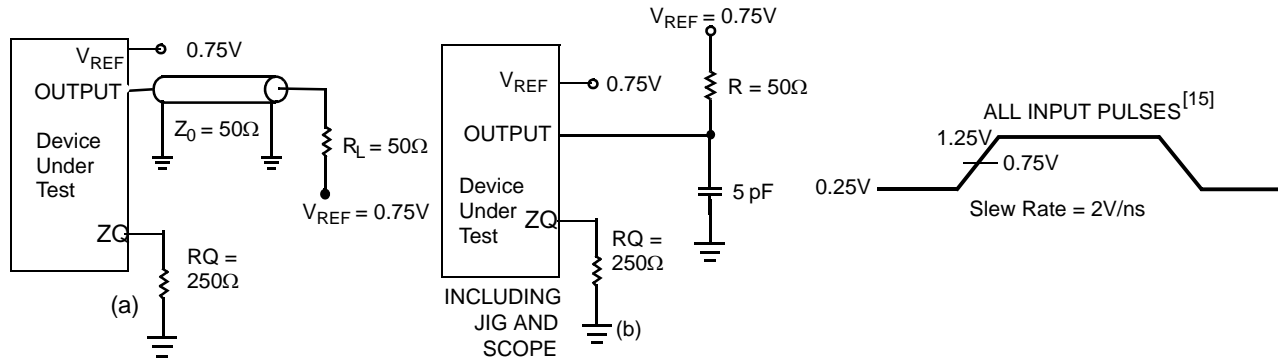 V_REF 0.75V
OUTPUT
Z_0 = 50Ω
Device
Under
Test
R_L = 50Ω
V_REF = 0.75V
ZQ
RQ =
250Ω
(a)
V_REF = 0.75V
V_REF 0.75V
R = 50Ω
OUTPUT
Device
Under
Test
5 pF
ZQ
RQ =
250Ω
INCLUDING
JIG AND
SCOPE
(b)
ALL INPUT PULSES[15]
1.25V
0.75V
0.25V
Slew Rate = 2V/ns